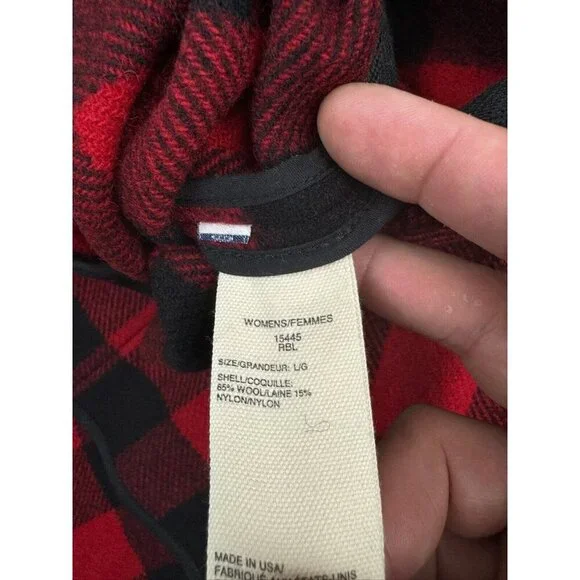 WOMENS/FEMMES
15445
RBL
SIZE/GRANDEUR: L/G
SHELL/COQUILLE:
85% WOOL/LAINE 15%
NYLON/NYLON
MADE IN USA/